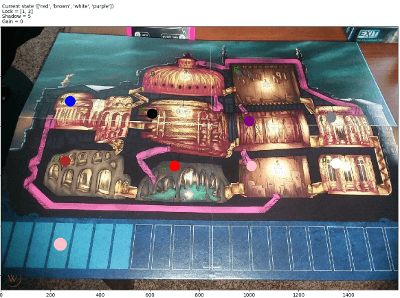 Current state (['red', 'brown', 'white', 'purple'])
Lock = [1, 2]
Shadow = 5
Gain = 0
EXIT
W
0
200
400
600
800
1000
1200
1400